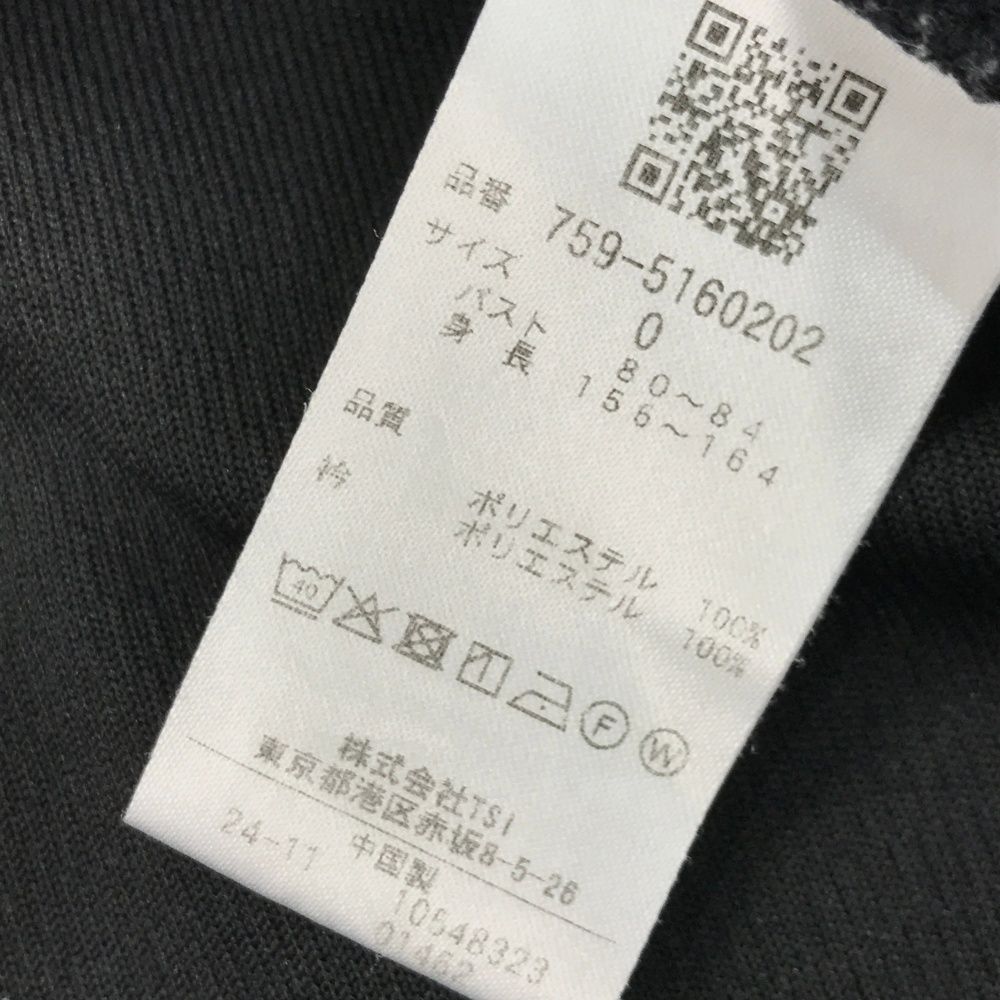 品番 759-5160202
サイズ 0
バスト 80～84
身長 156～164
品質 ポリエステル 100%
衿 ポリエステル 100%
40
F W
株式会社TSI
東京都港区赤坂8-5-26
24-11 中国製
10548323